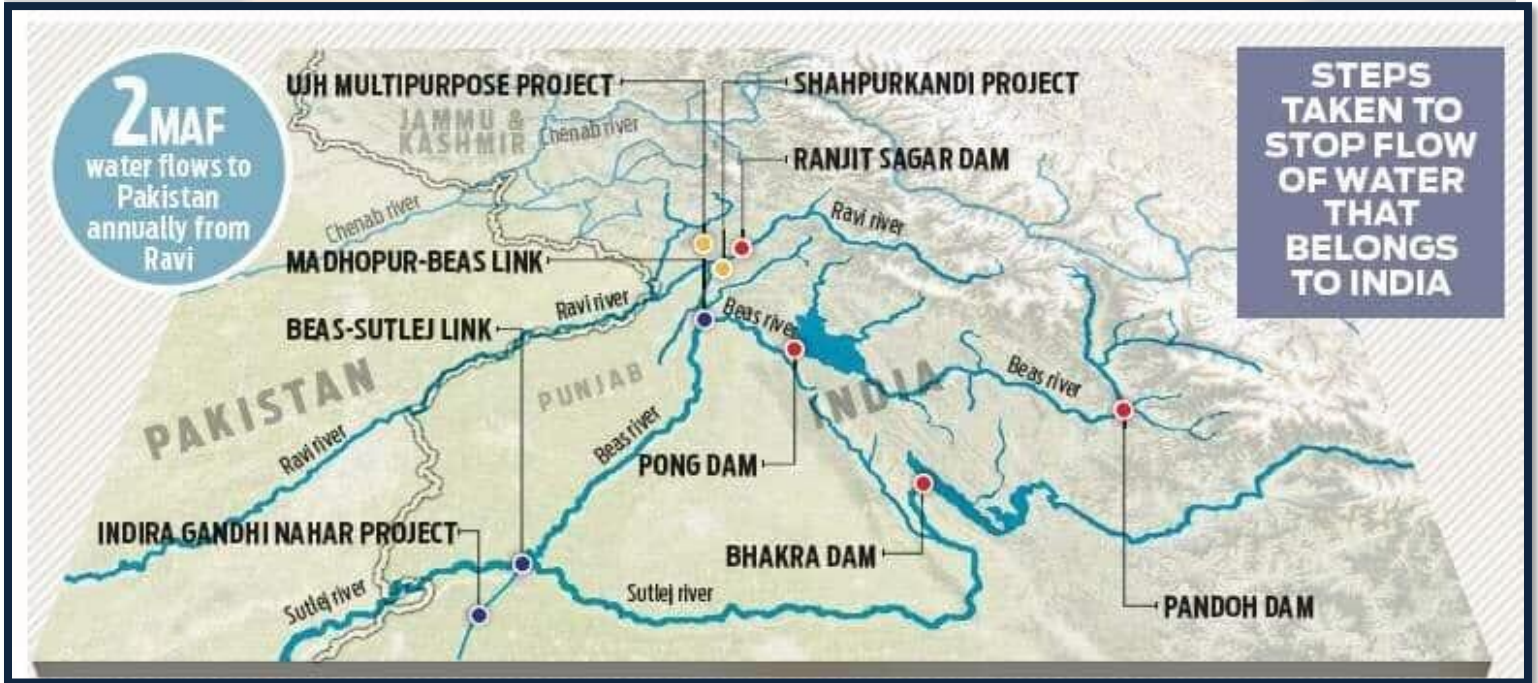 2MAF
water flows to
Pakistan
annually from
Ravi
UJH MULTIPURPOSE PROJECT
SHAHPURKANDI PROJECT
STEPS
TAKEN TO
STOP FLOW
OF WATER
THAT
BELONGS
TO INDIA
JAMMU &
KASHMIR
Chenab river
RANJIT SAGAR DAM
Chenab river
Ravi river
MADHOPUR-BEAS LINK
Ravi river
Beas river
BEAS-SUTLEJ LINK
PAKISTAN
PUNJAB
INDIA
Beas river
Ravi river
Beas river
PONG DAM
INDIRA GANDHI NAHAR PROJECT
BHAKRA DAM
Sutlej river
Sutlej river
PANDOH DAM